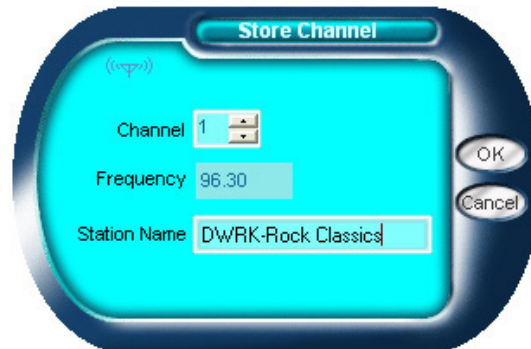 Store Channel
Channel 1
Frequency 96.30
Station Name DWRK-Rock Classics
OK
Cancel